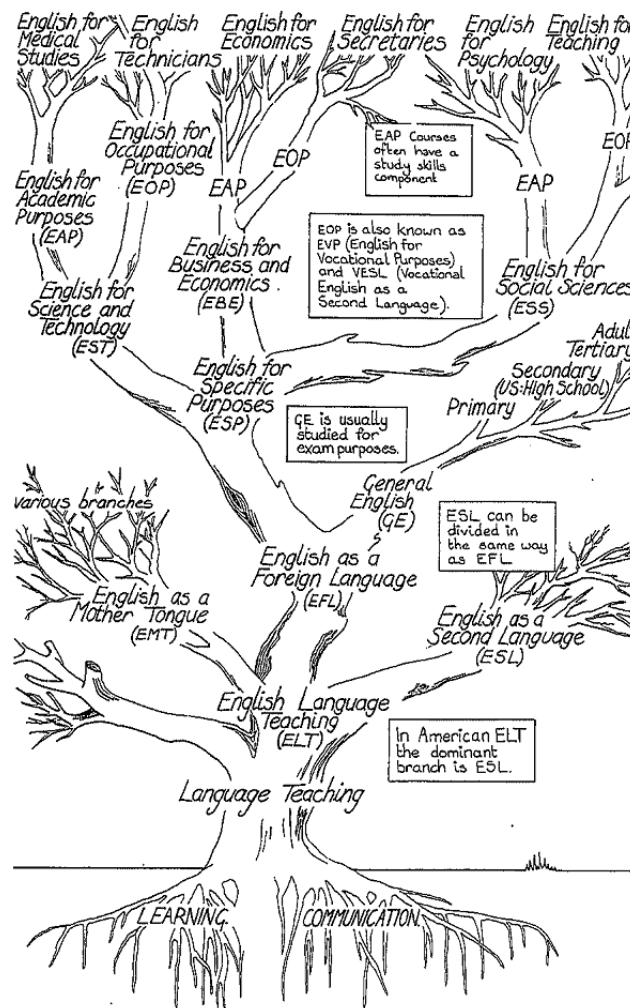 English for
Medical
Studies
English
for
Technicians
English for
Economics
English for
Secretaries
English
for
Psychology
English for
Teaching
English for
Occupational
Purposes
(EOP)
EAP Courses
often have a
study skills
component
EOP
EOP
EAP
EAP
English for
Academic
Purposes
(EAP)
EOP is also known as
EVP (English for
Vocational Purposes)
and VESL (Vocational
English as a
Second Language).
English for
Business and
Economics
(EBE)
English for
Social Sciences
(ESS)
English for
Science and
Technology
(EST)
Adult
Tertiary
Secondary
(US:High School)
Primary
English for
Specific
Purposes
(ESP)
GE is usually
studied for
exam purposes.
General
English
(GE)
various branches
ESL can be
divided in
the same way
as EFL
English as a
Foreign Language
(EFL)
English as a
Mother Tongue
(EMT)
English as a
Second Language
(ESL)
English Language
Teaching
(ELT)
In American ELT
the dominant
branch is ESL.
Language Teaching
LEARNING.
COMMUNICATION.